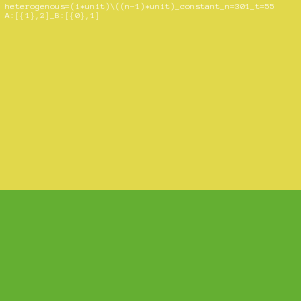 heterogenous=(1+unit)\((n-1)*unit)_constant_n=301_t=55
A:[[1],2]_B:[[0],1]